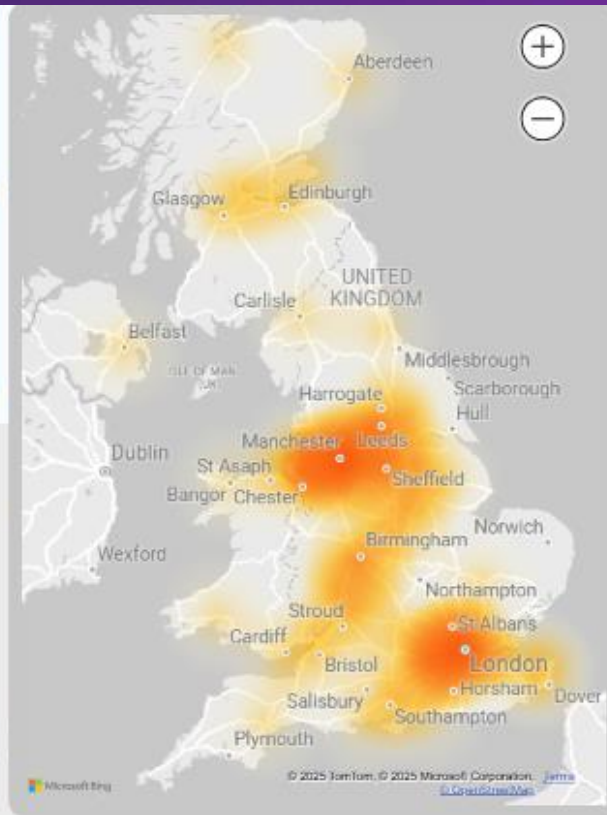 Aberdeen
Glasgow
Edinburgh
UNITED
KINGDOM
Carlisle
Belfast
ISLE OF MAN
(UK)
Middlesbrough
Scarborough
Harrogate
Hull
Manchester
Leeds
Dublin
St Asaph
Sheffield
Bangor
Chester
Norwich
Birmingham
Wexford
Northampton
Stroud
St Albans
Cardiff
Bristol
London
Salisbury
Horsham
Dover
Southampton
Plymouth
Microsoft Bing
© 2025 TomTom, © 2025 Microsoft Corporation, Terms
© OpenStreetMap